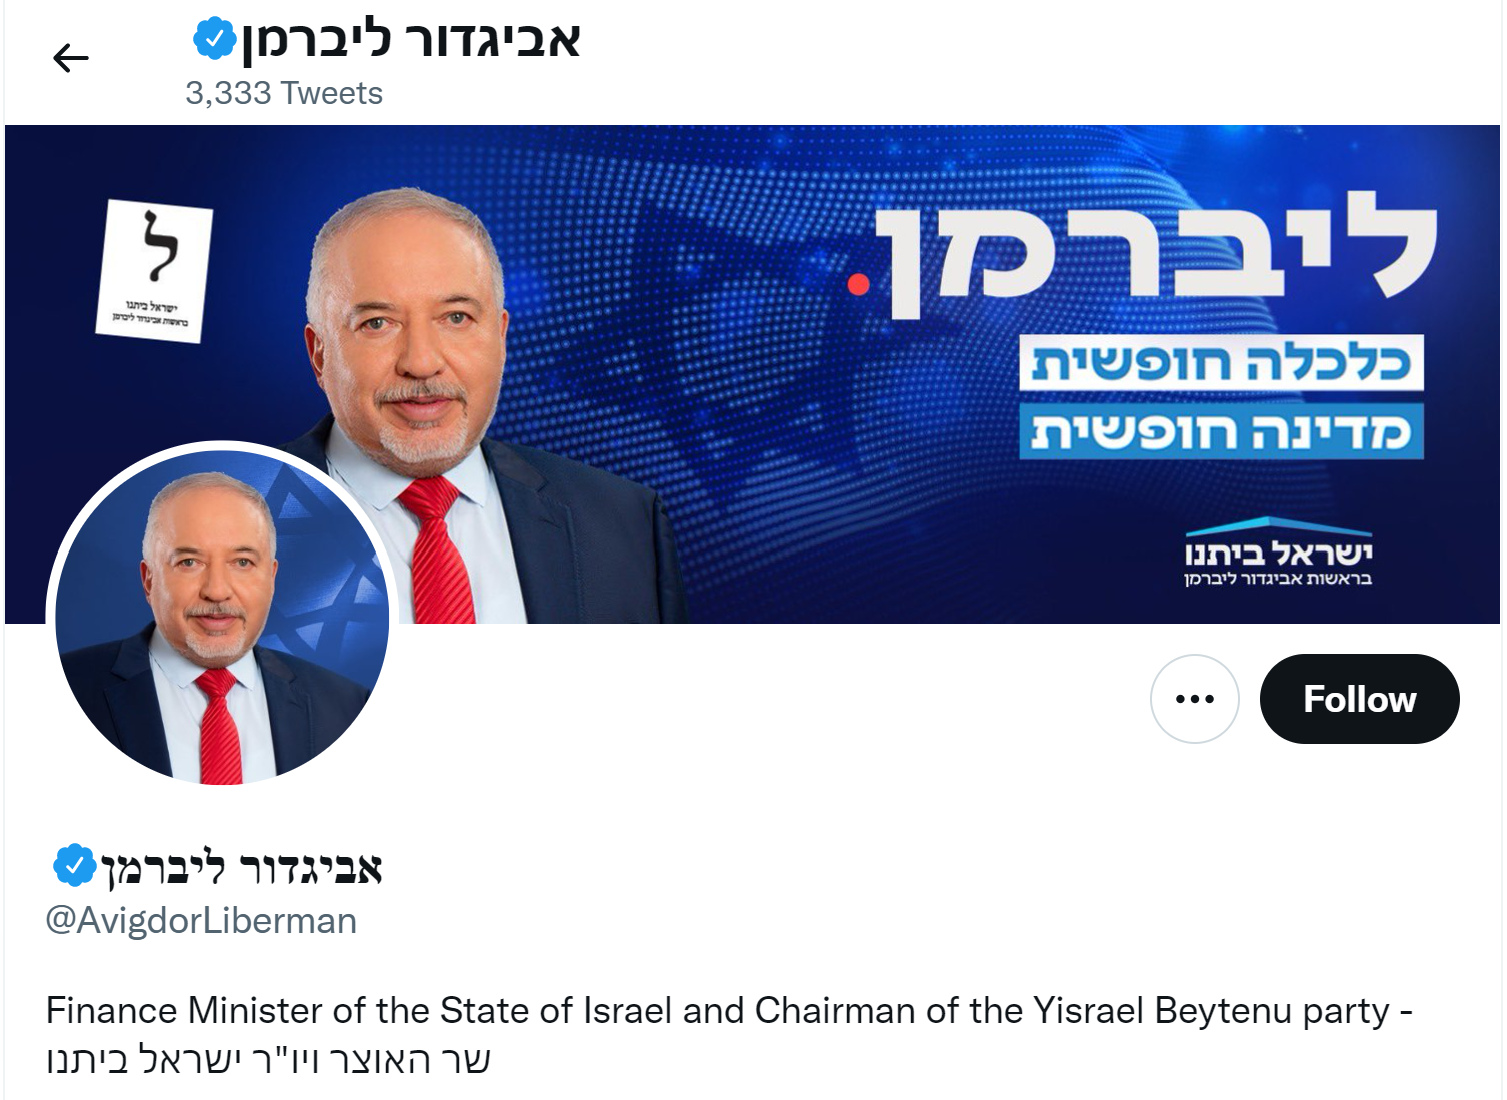 אביגדור ליברמן
3,333 Tweets
ל
ישראל ביתנו
בראשות אביגדור ליברמן
ליברמן.
כלכלה חופשית
מדינה חופשית
ישראל ביתנו
בראשות אביגדור ליברמן
Follow
אביגדור ליברמן
@AvigdorLiberman
Finance Minister of the State of Israel and Chairman of the Yisrael Beytenu party -
שר האוצר ויו"ר ישראל ביתנו